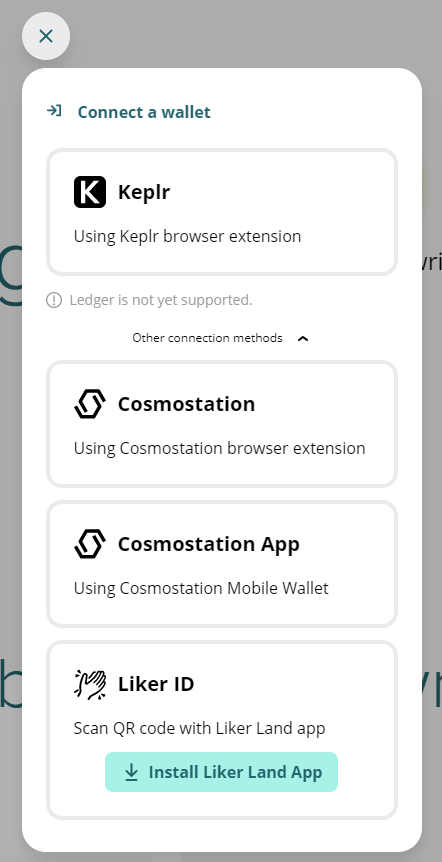 Connect a wallet
Keplr
Using Keplr browser extension
Ledger is not yet supported.
Other connection methods
Cosmostation
Using Cosmostation browser extension
Cosmostation App
Using Cosmostation Mobile Wallet
Liker ID
Scan QR code with Liker Land app
Install Liker Land App